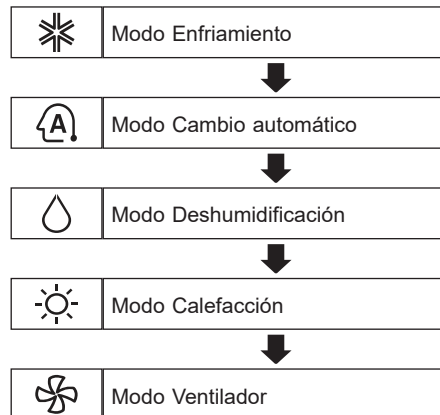 Modo Enfriamiento
A
Modo Cambio automático
Modo Deshumidificación
Modo Calefacción
Modo Ventilador